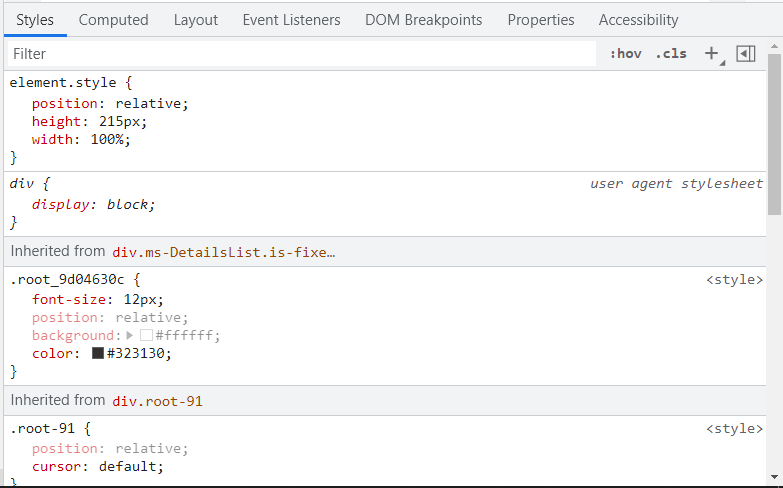 Styles Computed Layout Event Listeners DOM Breakpoints Properties Accessibility
Filter :hov .cls +
element.style {
position: relative;
height: 215px;
width: 100%;
}
div { user agent stylesheet
display: block;
}
Inherited from div.ms-DetailsList.is-fixe…
.root_9d04630c { <style>
font-size: 12px;
position: relative;
background: #ffffff;
color: #323130;
}
Inherited from div.root-91
.root-91 { <style>
position: relative;
cursor: default;
}